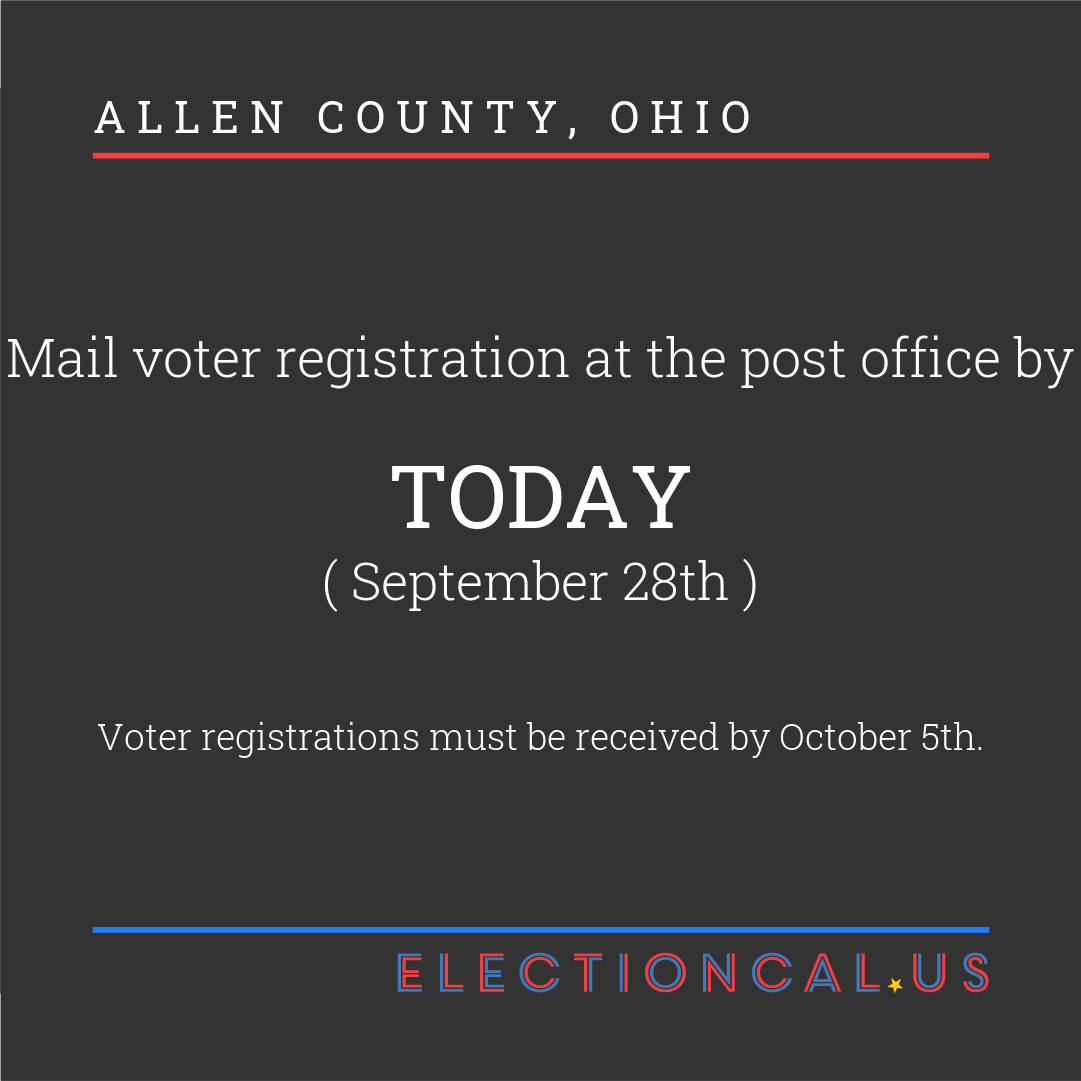 ALLEN COUNTY, OHIO
Mail voter registration at the post office by
TODAY
( September 28th )
Voter registrations must be received by October 5th.
ELECTIONCAL.US